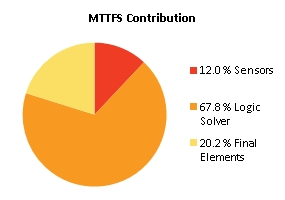 MTTFS Contribution
12.0 % Sensors
67.8 % Logic
Solver
20.2 % Final
Elements